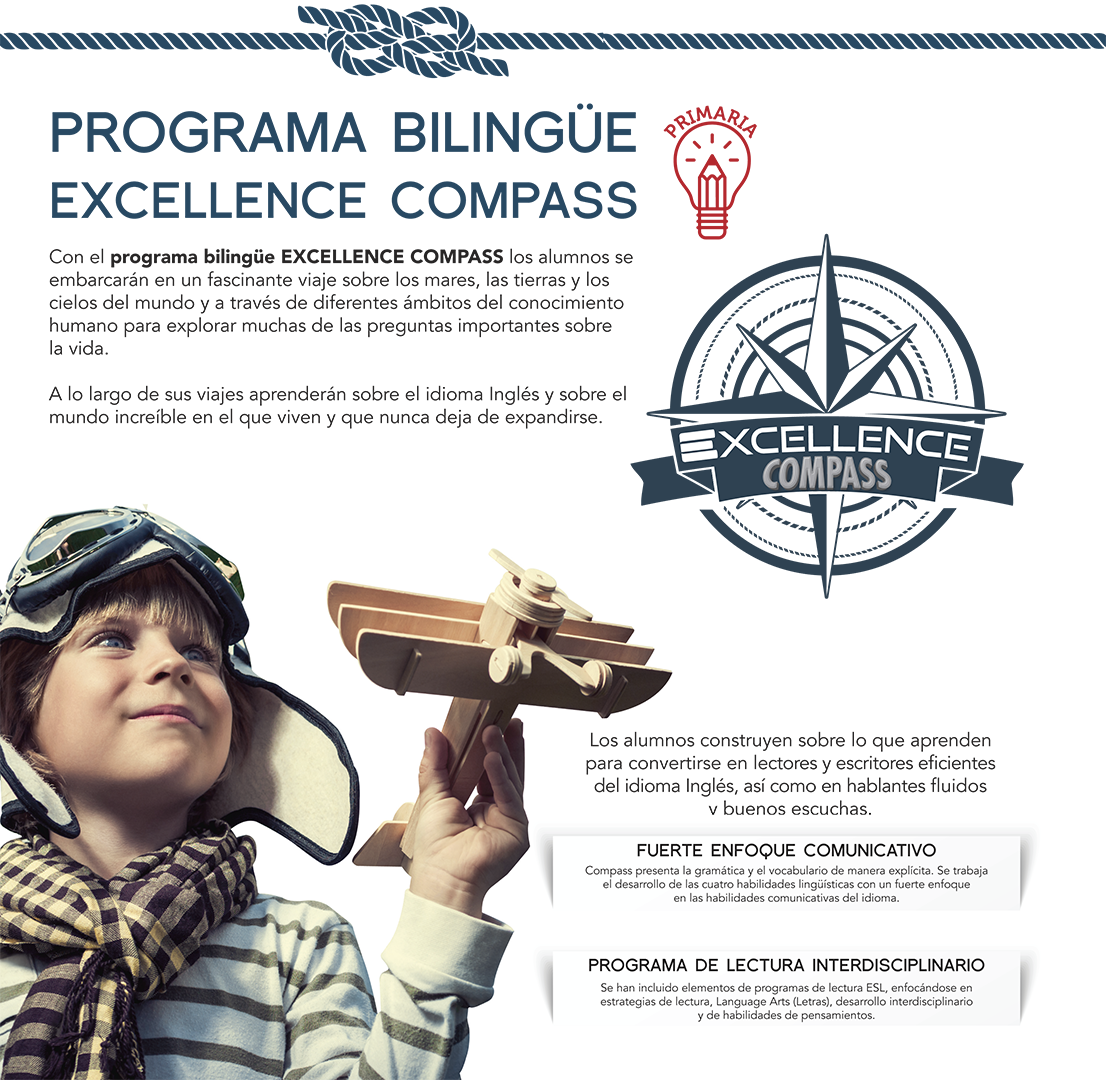 PROGRAMA BILINGÜE
EXCELLENCE COMPASS
PRIMARIA
Con el programa bilingüe EXCELLENCE COMPASS los alumnos se
embarcarán en un fascinante viaje sobre los mares, las tierras y los
cielos del mundo y a través de diferentes ámbitos del conocimiento
humano para explorar muchas de las preguntas importantes sobre
la vida.
A lo largo de sus viajes aprenderán sobre el idioma Inglés y sobre el
mundo increíble en el que viven y que nunca deja de expandirse.
EXCELLENCE
COMPASS
Los alumnos construyen sobre lo que aprenden
para convertirse en lectores y escritores eficientes
del idioma Inglés, así como en hablantes fluidos
y buenos escuchas.
FUERTE ENFOQUE COMUNICATIVO
Compass presenta la gramática y el vocabulario de manera explícita. Se trabaja
el desarrollo de las cuatro habilidades lingüísticas con un fuerte enfoque
en las habilidades comunicativas del idioma.
PROGRAMA DE LECTURA INTERDISCIPLINARIO
Se han incluido elementos de programas de lectura ESL, enfocándose en
estrategias de lectura, Language Arts (Letras), desarrollo interdisciplinario
y de habilidades de pensamientos.